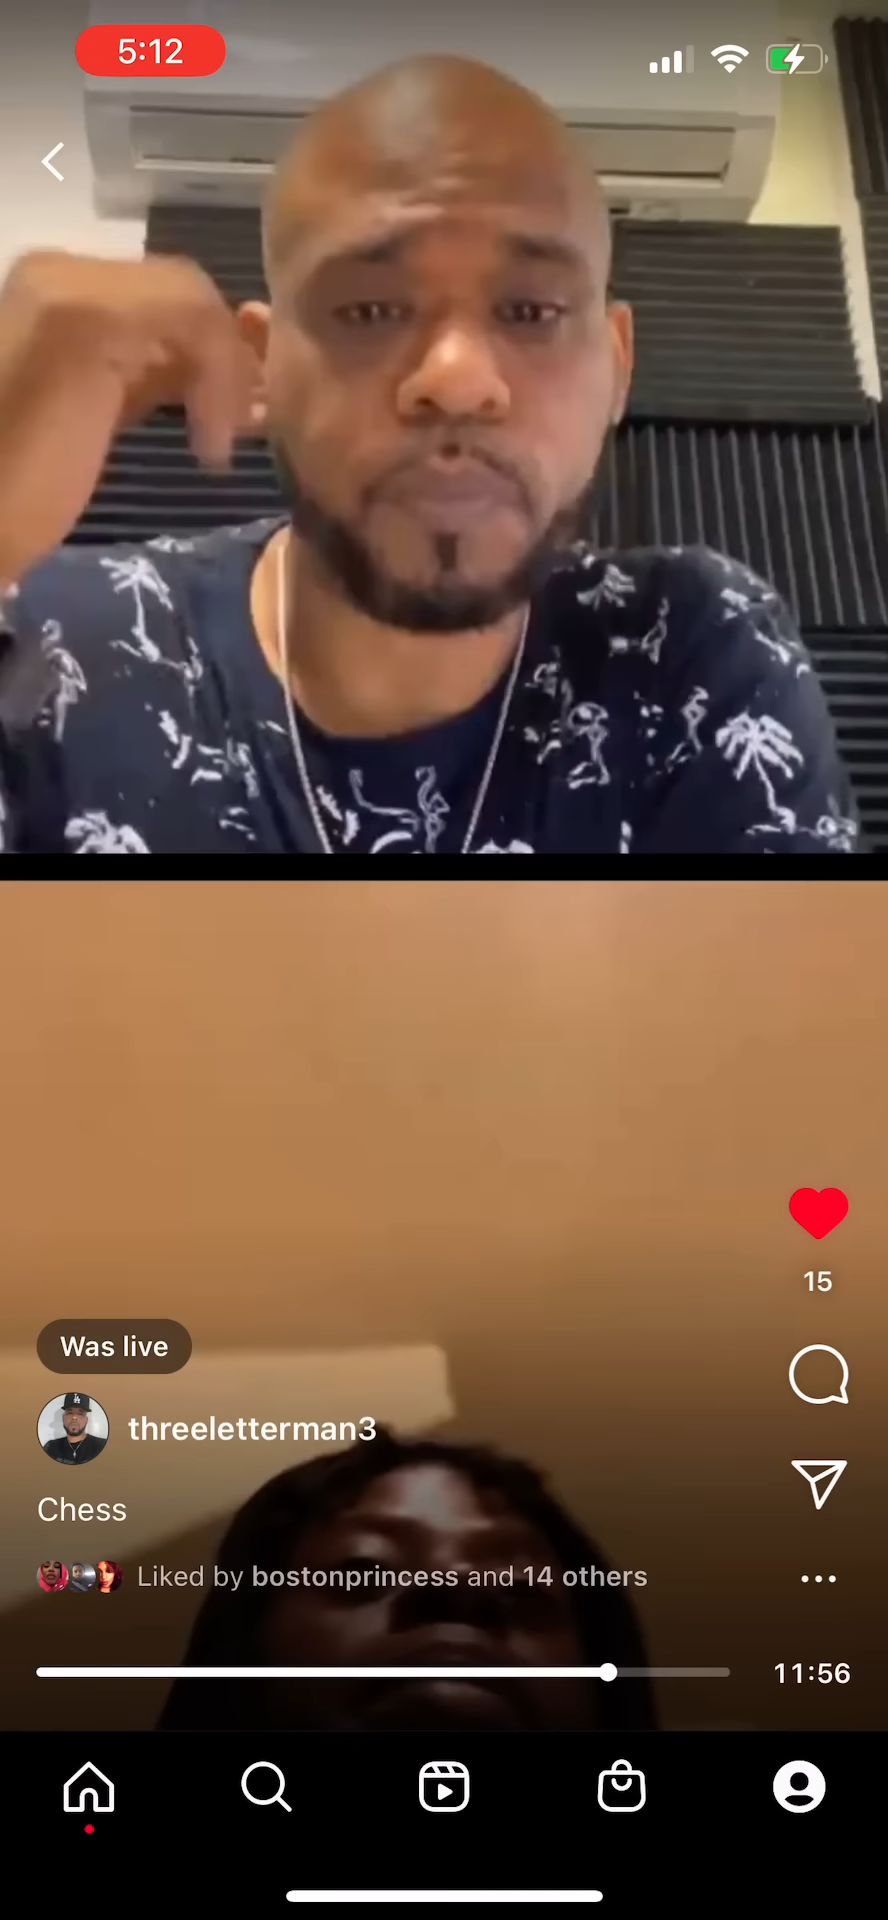 5:12
15
Was live
threeletterman3
Chess
Liked by bostonprincess and 14 others
11:56